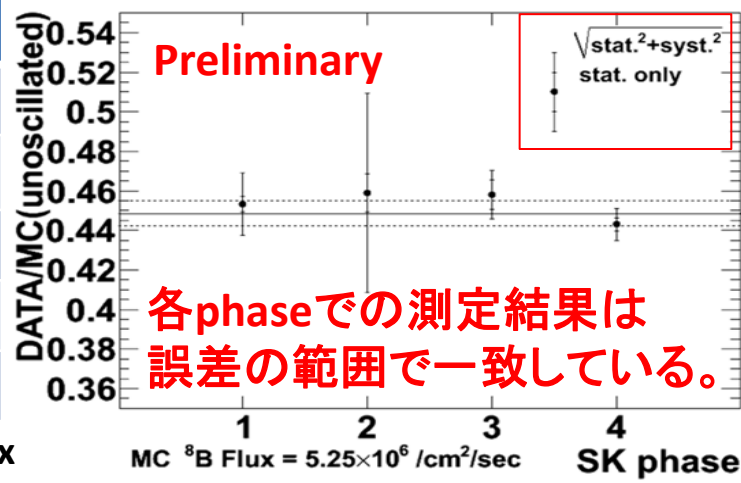 DATA/MC(unoscillated)
0.54
0.52
0.5
0.48
0.46
0.44
0.42
0.4
0.38
0.36
Preliminary
√stat.²+syst.²
stat. only
各phaseでの測定結果は
誤差の範囲で一致している。
1 2 3 4
x
MC ⁸B Flux = 5.25×10⁶ /cm²/sec
SK phase